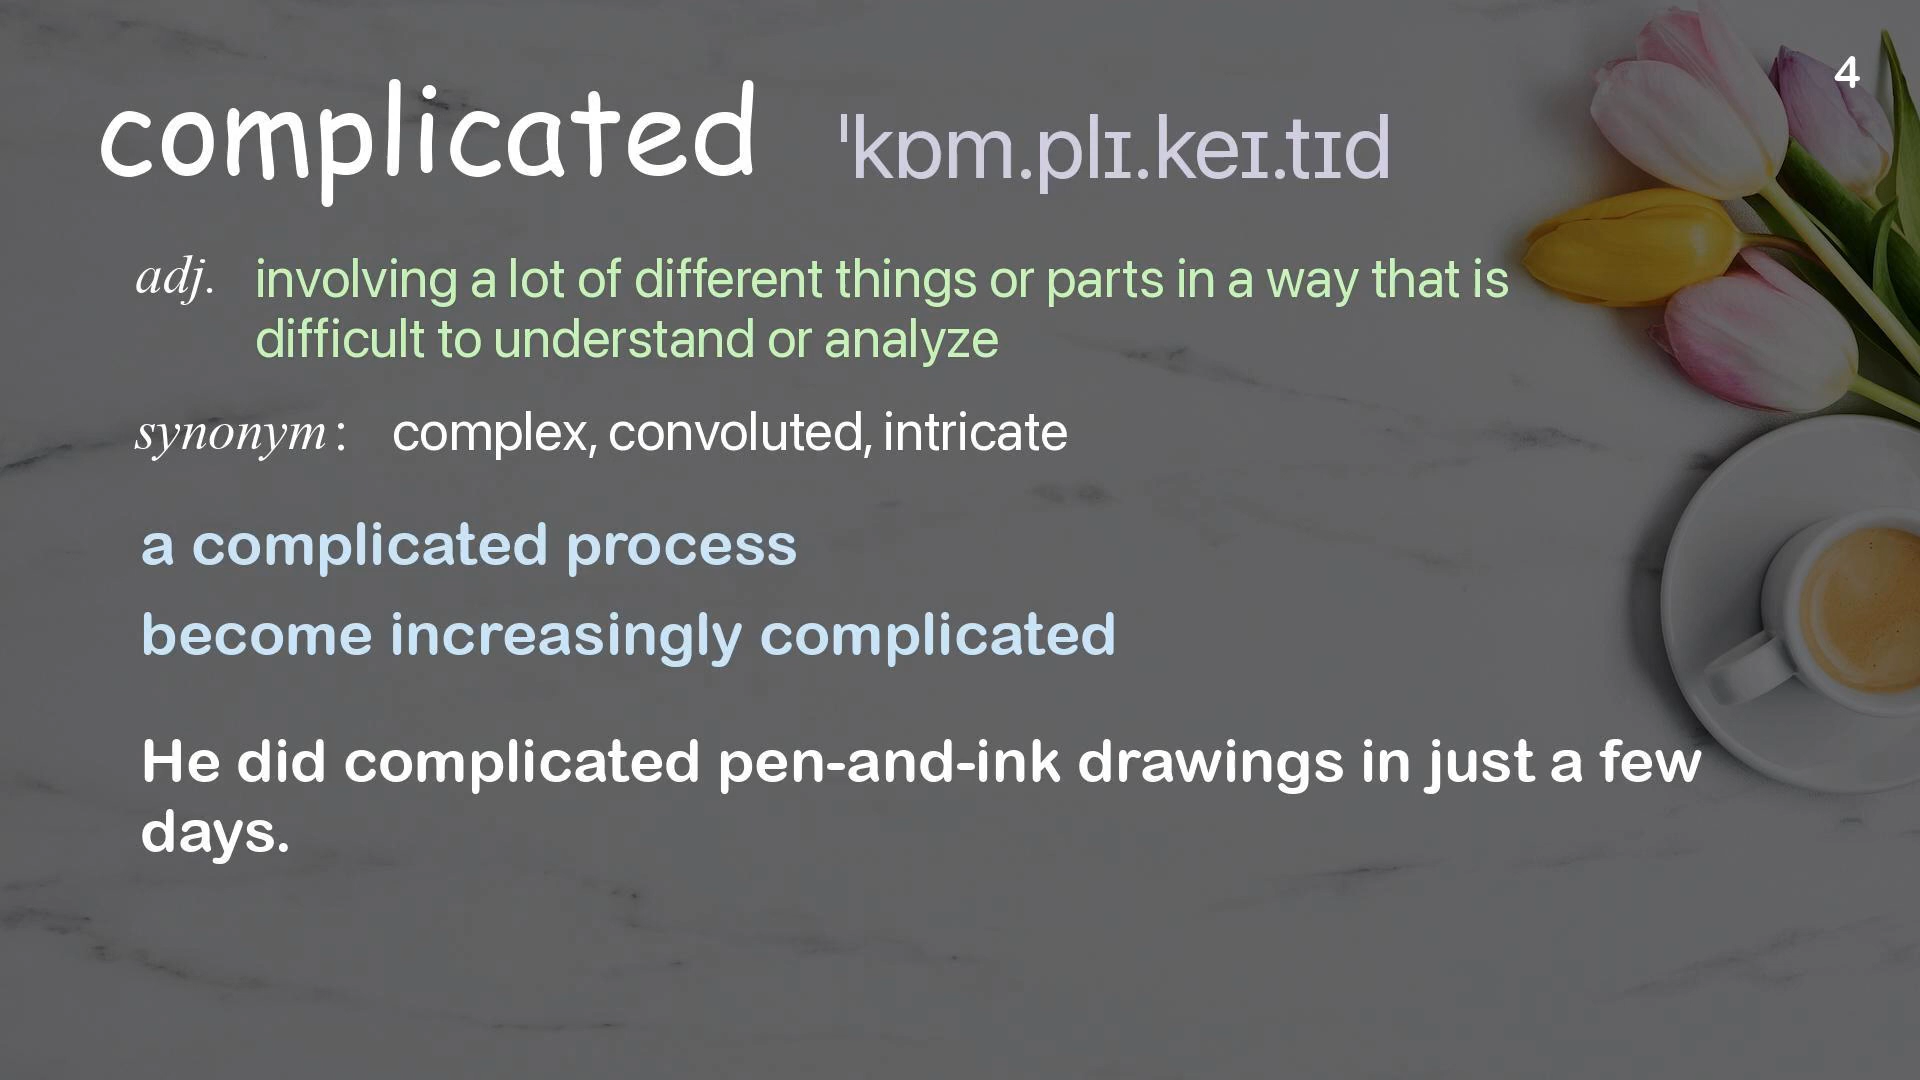 4
complicated ˈkɒm.plɪ.keɪ.tɪd
adj. involving a lot of different things or parts in a way that is
difficult to understand or analyze
synonym: complex, convoluted, intricate
a complicated process
become increasingly complicated
He did complicated pen-and-ink drawings in just a few
days.